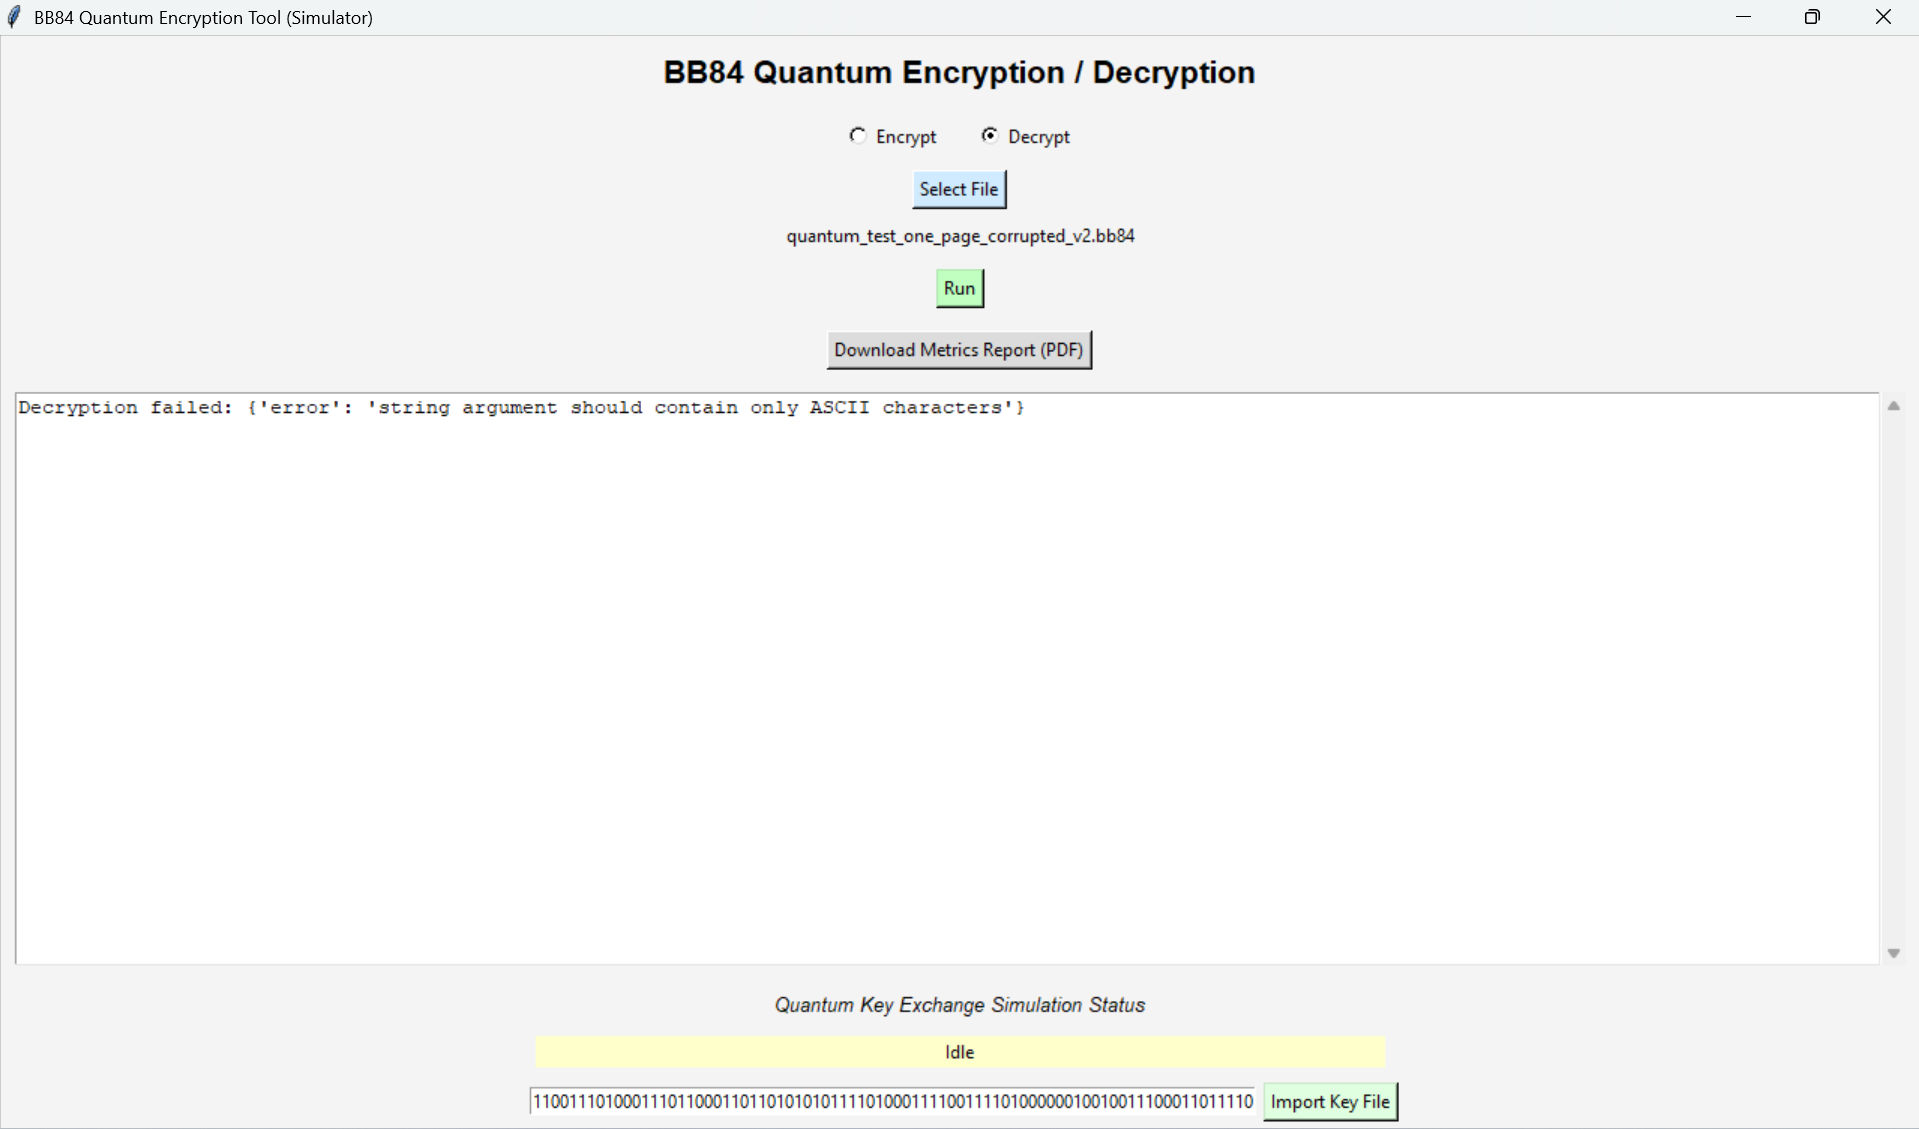 BB84 Quantum Encryption Tool (Simulator)
BB84 Quantum Encryption / Decryption
Encrypt Decrypt
Select File
quantum_test_one_page_corrupted_v2.bb84
Run
Download Metrics Report (PDF)
Decryption failed: {'error': 'string argument should contain only ASCII characters'}
Quantum Key Exchange Simulation Status
Idle
11001110100011101100011011010101011110100011110011110100000010010011100011011110 Import Key File